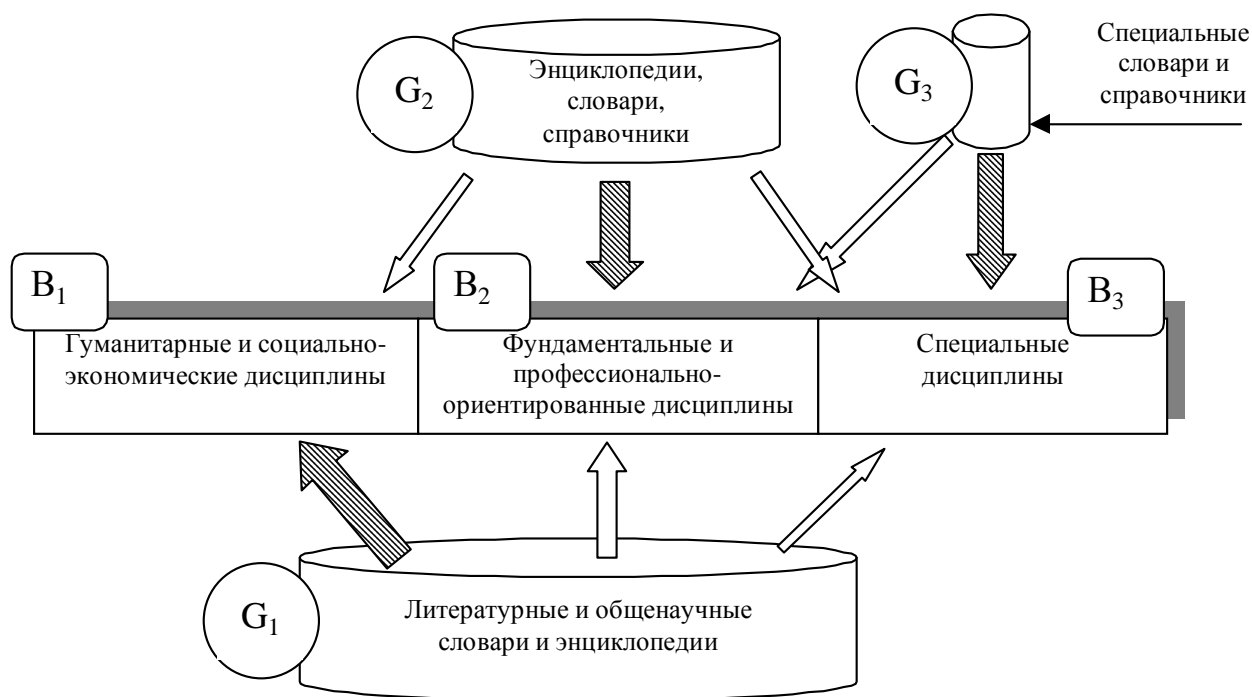 G2
Энциклопедии,
словари,
справочники
G3
Специальные
словари и
справочники
B1
B2
B3
Гуманитарные и социально-
экономические дисциплины
Фундаментальные и
профессионально-
ориентированные дисциплины
Специальные
дисциплины
G1
Литературные и общенаучные
словари и энциклопедии